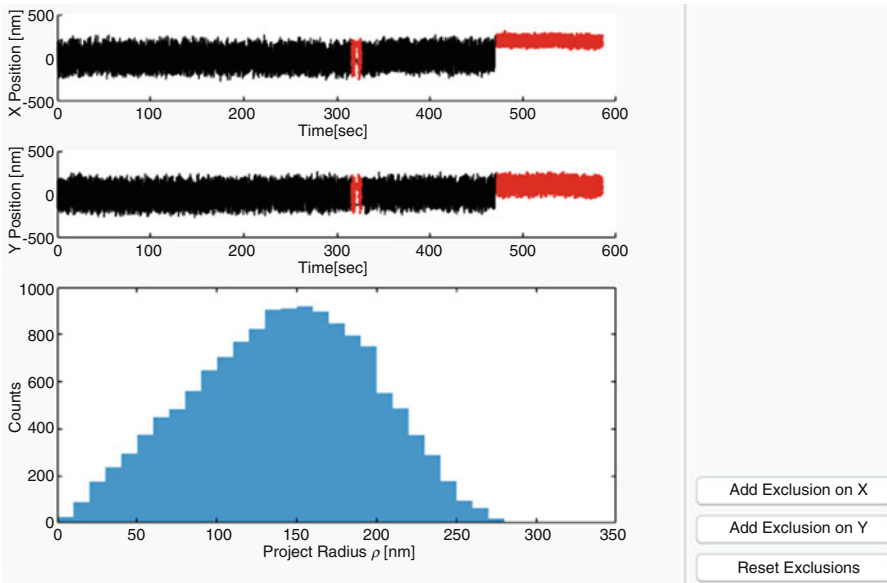 X Position [nm]
500
0
-500
0 100 200 300 400 500 600
Time[sec]
Y Position [nm]
500
0
-500
0 100 200 300 400 500 600
Time[sec]
Counts
1000
800
600
400
200
0
0 50 100 150 200 250 300 350
Project Radius ρ [nm]
Add Exclusion on X
Add Exclusion on Y
Reset Exclusions